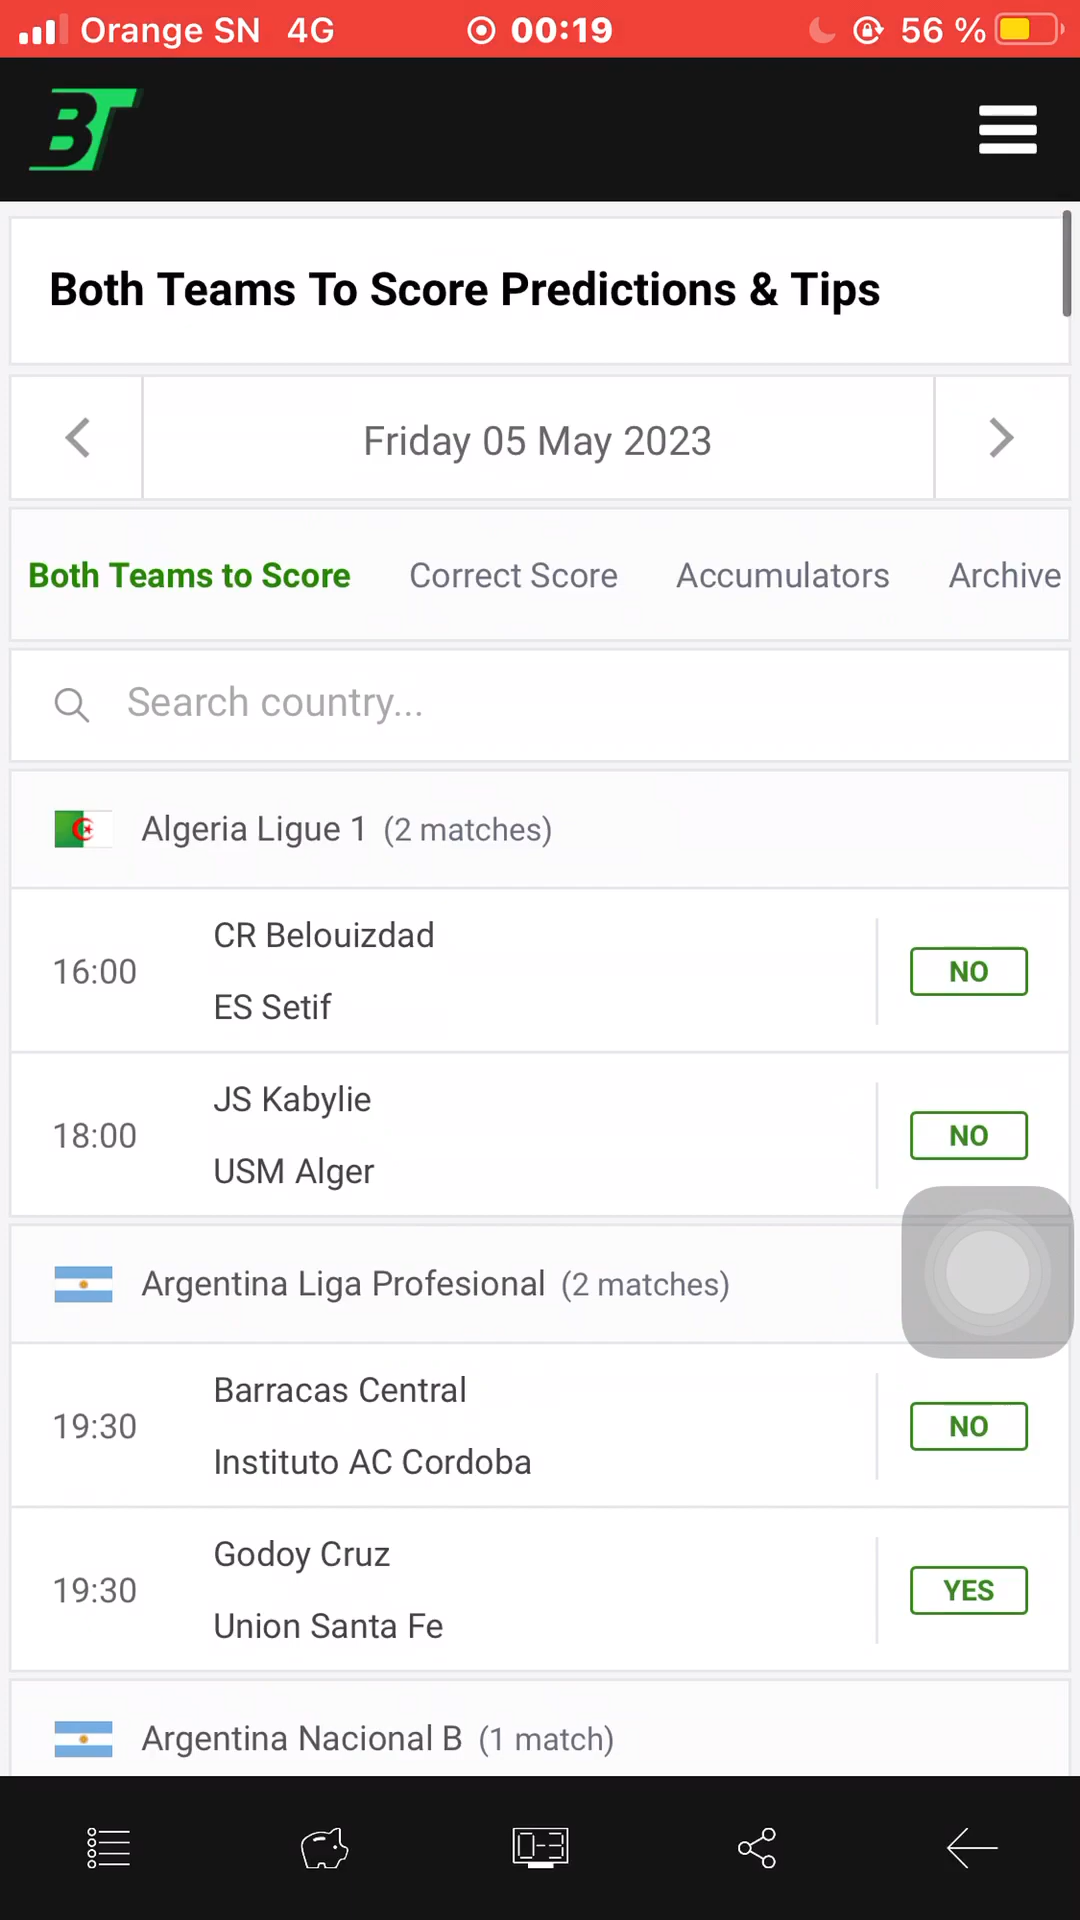 Orange SN 4G 00:19 56 %
BT
Both Teams To Score Predictions & Tips
Friday 05 May 2023
Both Teams to Score Correct Score Accumulators Archive
Search country...
Algeria Ligue 1 (2 matches)
16:00 CR Belouizdad ES Setif NO
18:00 JS Kabylie USM Alger NO
Argentina Liga Profesional (2 matches)
19:30 Barracas Central Instituto AC Cordoba NO
19:30 Godoy Cruz Union Santa Fe YES
Argentina Nacional B (1 match)
0-3